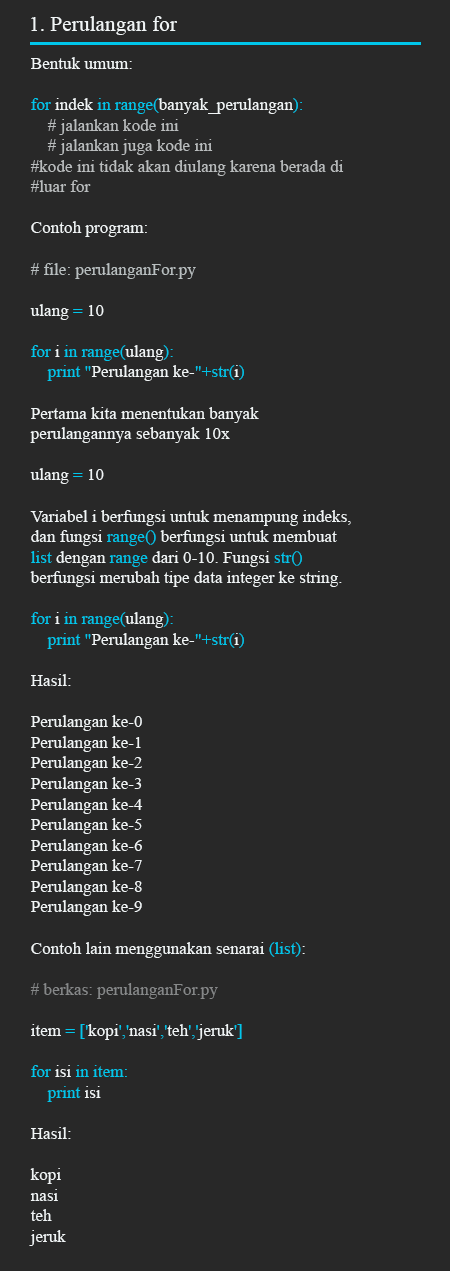 1. Perulangan for
Bentuk umum:
for indek in range(banyak_perulangan):
# jalankan kode ini
# jalankan juga kode ini
#kode ini tidak akan diulang karena berada di
#luar for
Contoh program:
# file: perulanganFor.py
ulang = 10
for i in range(ulang):
print "Perulangan ke-"+str(i)
Pertama kita menentukan banyak
perulangannya sebanyak 10x
ulang = 10
Variabel i berfungsi untuk menampung indeks,
dan fungsi range() berfungsi untuk membuat
list dengan range dari 0-10. Fungsi str()
berfungsi merubah tipe data integer ke string.
for i in range(ulang):
print "Perulangan ke-"+str(i)
Hasil:
Perulangan ke-0
Perulangan ke-1
Perulangan ke-2
Perulangan ke-3
Perulangan ke-4
Perulangan ke-5
Perulangan ke-6
Perulangan ke-7
Perulangan ke-8
Perulangan ke-9
Contoh lain menggunakan senarai (list):
# berkas: perulanganFor.py
item = ['kopi','nasi','teh','jeruk']
for isi in item:
print isi
Hasil:
kopi
nasi
teh
jeruk